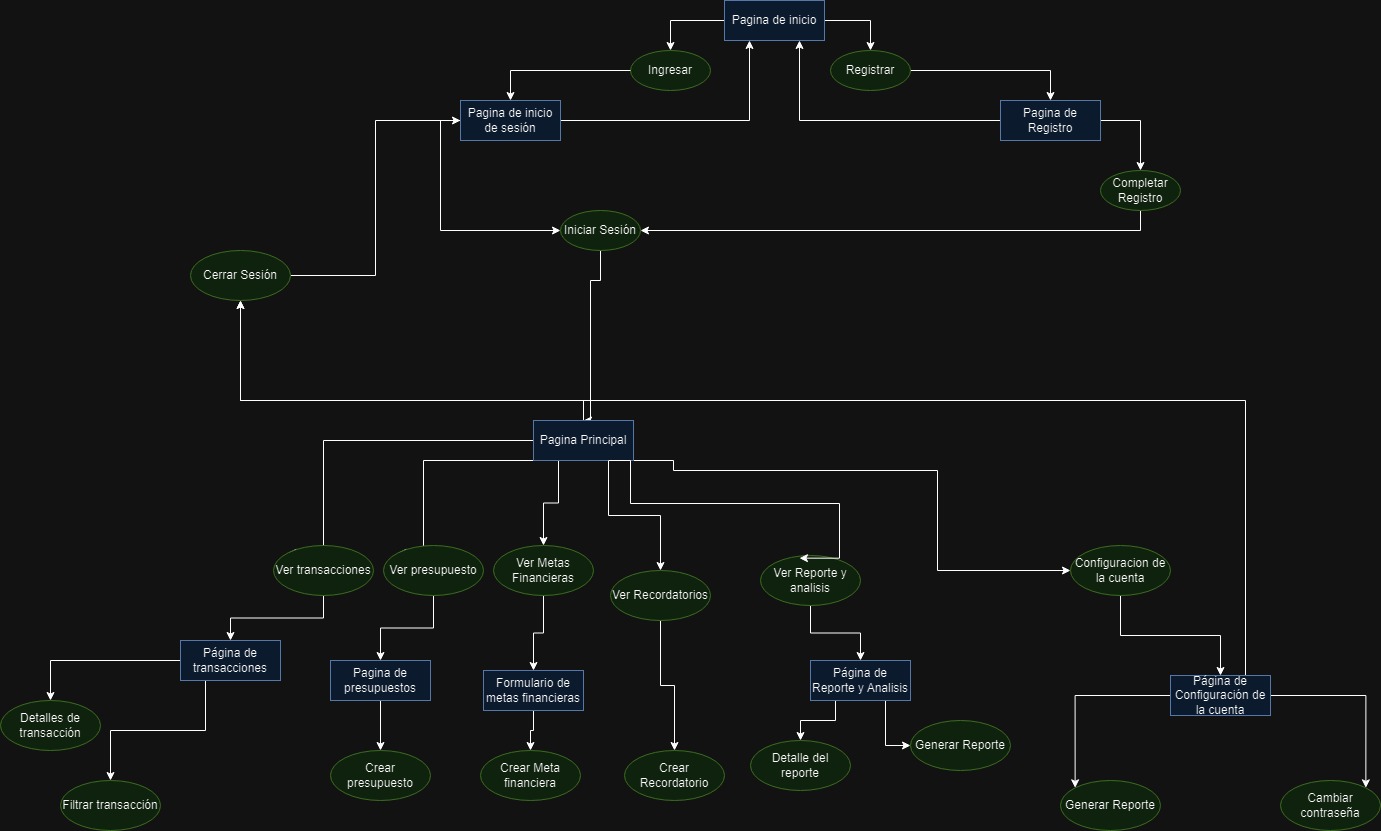 Pagina de inicio
Ingresar
Registrar
Pagina de inicio
de sesión
Pagina de
Registro
Completar
Registro
Iniciar Sesión
Cerrar Sesión
Pagina Principal
Ver transacciones
Ver presupuesto
Ver Metas
Financieras
Ver Recordatorios
Ver Reporte y
analisis
Configuracion de
la cuenta
Página de
transacciones
Pagina de
presupuestos
Formulario de
metas financieras
Página de
Reporte y Analisis
Página de
Configuración de
la cuenta
Detalles de
transacción
Filtrar transacción
Crear
presupuesto
Crear Meta
financiera
Crear
Recordatorio
Detalle del
reporte
Generar Reporte
Generar Reporte
Cambiar
contraseña